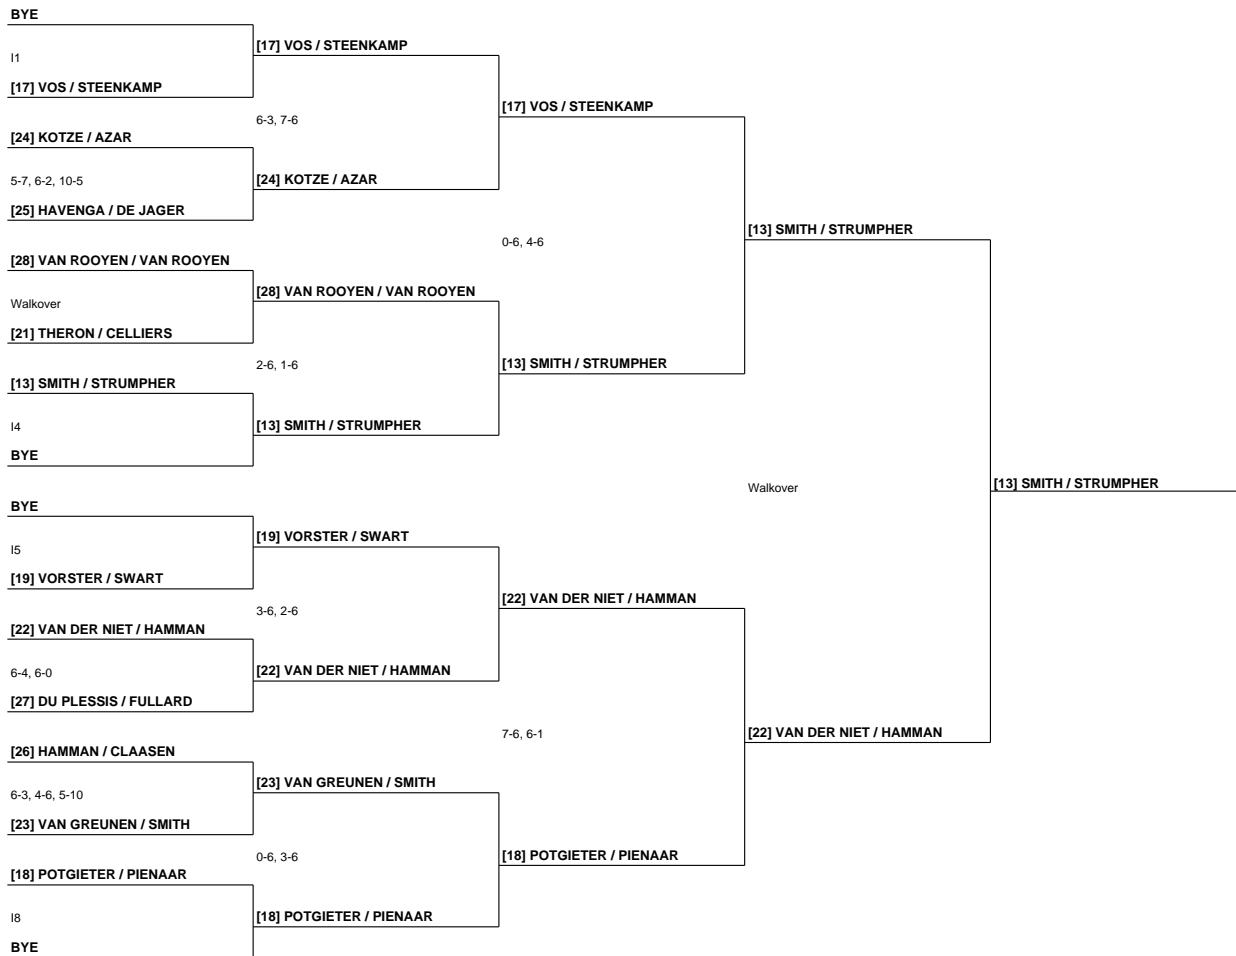 BYE
I1
[17] VOS / STEENKAMP
[24] KOTZE / AZAR
5-7, 6-2, 10-5
[25] HAVENGA / DE JAGER
[28] VAN ROOYEN / VAN ROOYEN
Walkover
[21] THERON / CELLIERS
[13] SMITH / STRUMPHER
I4
BYE
BYE
I5
[19] VORSTER / SWART
[22] VAN DER NIET / HAMMAN
6-4, 6-0
[27] DU PLESSIS / FULLARD
[26] HAMMAN / CLAASEN
6-3, 4-6, 5-10
[23] VAN GREUNEN / SMITH
[18] POTGIETER / PIENAAR
I8
BYE
[17] VOS / STEENKAMP
6-3, 7-6
[24] KOTZE / AZAR
[28] VAN ROOYEN / VAN ROOYEN
2-6, 1-6
[13] SMITH / STRUMPHER
[19] VORSTER / SWART
3-6, 2-6
[22] VAN DER NIET / HAMMAN
[23] VAN GREUNEN / SMITH
0-6, 3-6
[18] POTGIETER / PIENAAR
[17] VOS / STEENKAMP
0-6, 4-6
[13] SMITH / STRUMPHER
[22] VAN DER NIET / HAMMAN
7-6, 6-1
[18] POTGIETER / PIENAAR
[13] SMITH / STRUMPHER
Walkover
[22] VAN DER NIET / HAMMAN
[13] SMITH / STRUMPHER